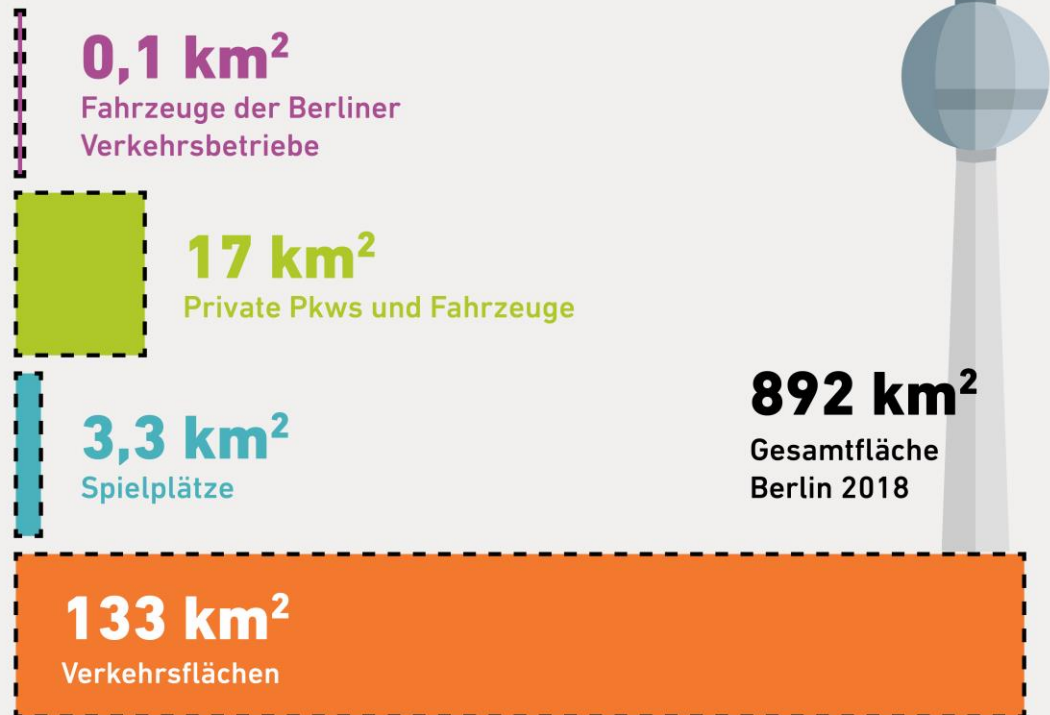 0,1 km²
Fahrzeuge der Berliner
Verkehrsbetriebe
17 km²
Private Pkws und Fahrzeuge
3,3 km²
Spielplätze
892 km²
Gesamtfläche
Berlin 2018
133 km²
Verkehrsflächen